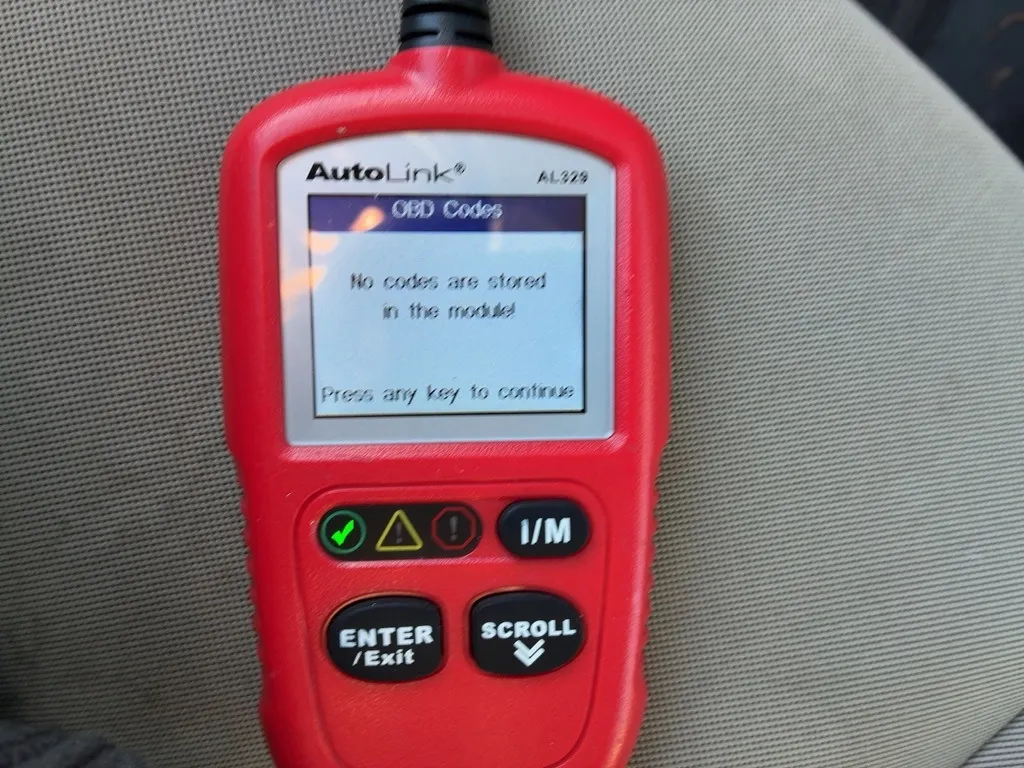 AutoLink®
AL329
OBD Codes
No codes are stored
in the module!
Press any key to continue
I/M
ENTER
/Exit
SCROLL